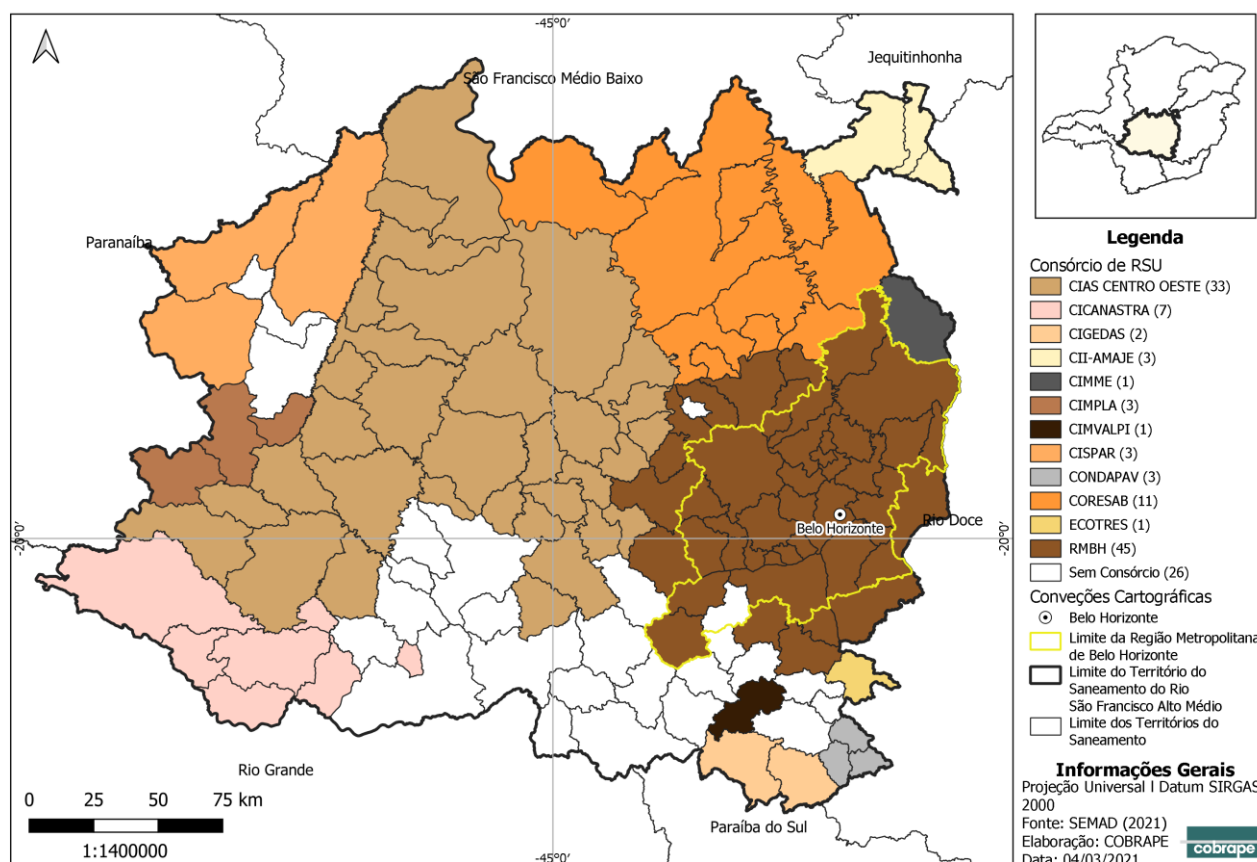 -45°0'
Jequitinhonha
São Francisco Médio Baixo
Paranaíba
-20°0'
Belo Horizonte
Rio Doce
-20°0'
Rio Grande
Paraíba do Sul
0 25 50 75 km
1:1400000
-45°0'
Legenda
Consórcio de RSU
CIAS CENTRO OESTE (33)
CICANASTRA (7)
CIGEDAS (2)
CII-AMAJE (3)
CIMME (1)
CIMPLA (3)
CIMVALPI (1)
CISPAR (3)
CONDAPAV (3)
CORESAB (11)
ECOTRES (1)
RMBH (45)
Sem Consórcio (26)
Conveções Cartográficas
Belo Horizonte
Limite da Região Metropolitana
de Belo Horizonte
Limite do Território do
Saneamento do Rio
São Francisco Alto Médio
Limite dos Territórios do
Saneamento
Informações Gerais
Projeção Universal l Datum SIRGAS
2000
Fonte: SEMAD (2021)
Elaboração: COBRAPE
Data: 04/03/2021
cobrape